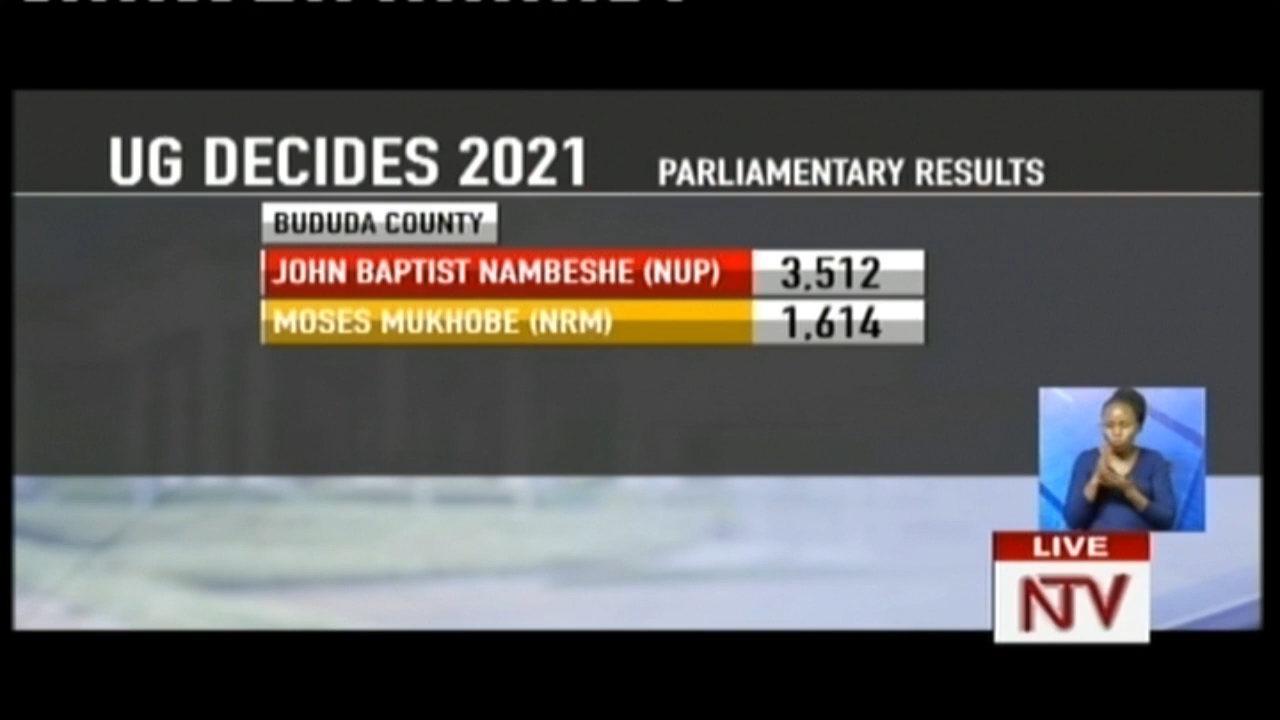 UG DECIDES 2021
PARLIAMENTARY RESULTS
BUDUDA COUNTY
JOHN BAPTIST NAMBESHE (NUP) 3,512
MOSES MUKHOBE (NRM) 1,614
LIVE
NTV